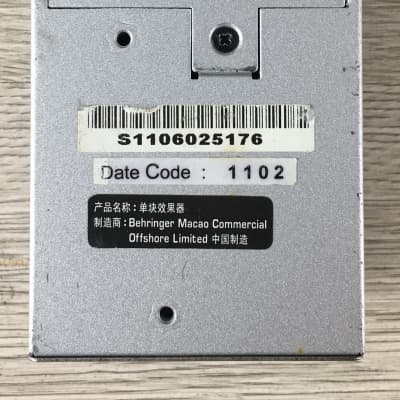 S1106025176
Date Code : 1102
产品名称：单块效果器
制造商：Behringer Macao Commercial
Offshore Limited 中国制造